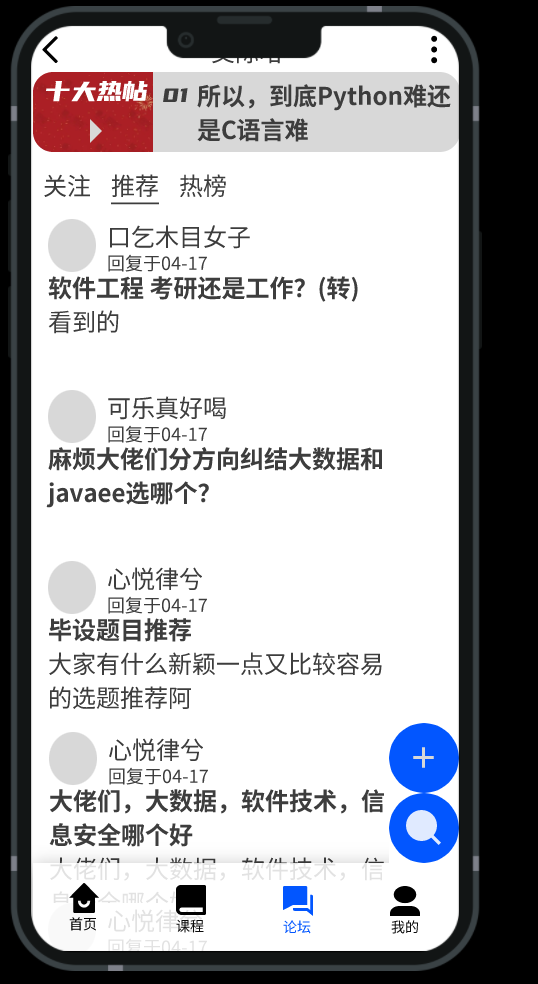 十大热帖
01 所以，到底Python难还
是C语言难
关注 推荐 热榜
口乞木目女子
回复于04-17
软件工程 考研还是工作？(转)
看到的
可乐真好喝
回复于04-17
麻烦大佬们分方向纠结大数据和
javaee选哪个？
心悦律兮
回复于04-17
毕设题目推荐
大家有什么新颖一点又比较容易
的选题推荐阿
心悦律兮
回复于04-17
大佬们，大数据，软件技术，信
息安全哪个好
大佬们，大数据，软件技术，信
心悦律
回复于04-17
首页 课程 论坛 我的